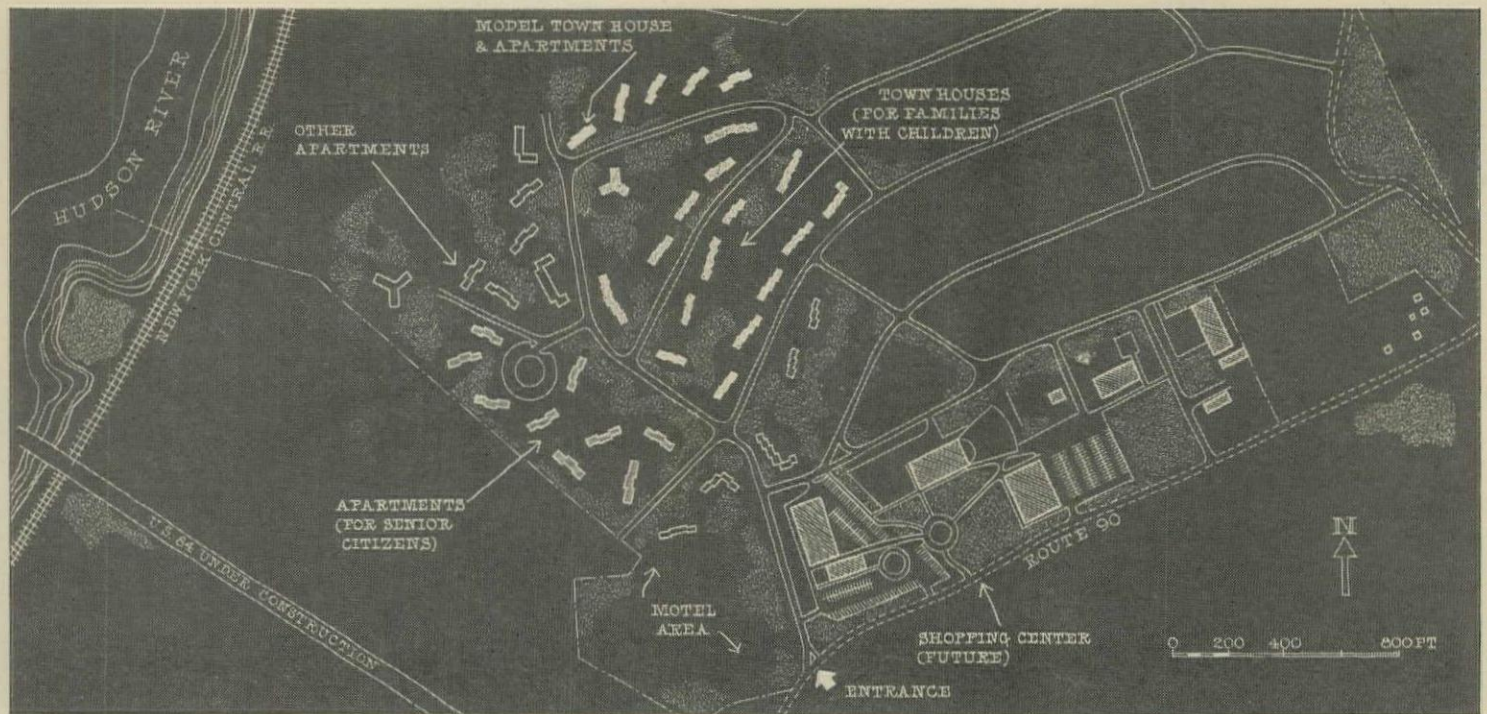 MODEL TOWN HOUSE
& APARTMENTS
HUDSON RIVER
NEW YORK CENTRAL R.R.
OTHER
APARTMENTS
TOWN HOUSES
(FOR FAMILIES
WITH CHILDREN)
APARTMENTS
(FOR SENIOR
CITIZENS)
U.S. 84 UNDER CONSTRUCTION
MOTEL
AREA
ROUTE 90
N
SHOPPING CENTER
(FUTURE)
0 200 400 800 FT
ENTRANCE